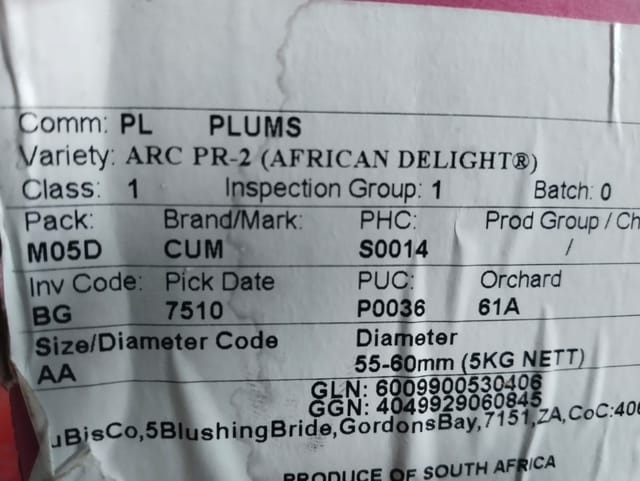 Comm: PL PLUMS
Variety: ARC PR-2 (AFRICAN DELIGHT®)
Class: 1 Inspection Group: 1 Batch: 0
Pack: Brand/Mark: PHC: Prod Group / Ch
M05D CUM S0014 /
Inv Code: Pick Date PUC: Orchard
BG 7510 P0036 61A
Size/Diameter Code Diameter
AA 55-60mm (5KG NETT)
GLN: 6009900530406
GGN: 4049929060845
uBisCo,5BlushingBride,GordonsBay,7151,ZA,CoC:40
PRODUCE OF SOUTH AFRICA